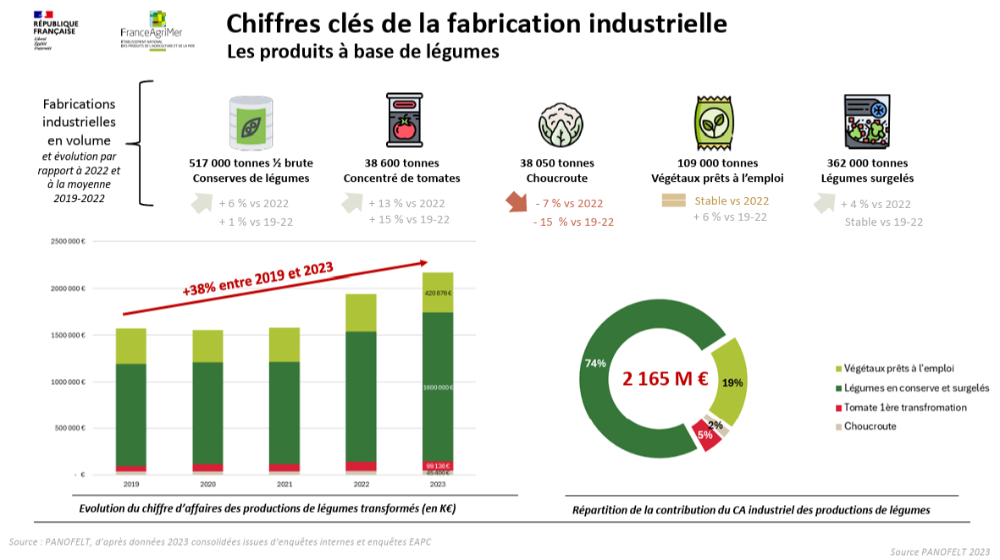 RÉPUBLIQUE
FRANÇAISE
Liberté
Égalité
Fraternité
FranceAgriMer
ÉTABLISSEMENT NATIONAL
DES PRODUITS DE L'AGRICULTURE ET DE LA MER
Chiffres clés de la fabrication industrielle
Les produits à base de légumes
Fabrications
industrielles
en volume
et évolution par
rapport à 2022 et
à la moyenne
2019-2022
517 000 tonnes ½ brute
Conserves de légumes
+ 6 % vs 2022
+ 1 % vs 19-22
38 600 tonnes
Concentré de tomates
+ 13 % vs 2022
+ 15 % vs 19-22
38 050 tonnes
Choucroute
- 7 % vs 2022
- 15 % vs 19-22
109 000 tonnes
Végétaux prêts à l'emploi
Stable vs 2022
+ 6 % vs 19-22
362 000 tonnes
Légumes surgelés
+ 4 % vs 2022
Stable vs 19-22
2500 000 €
2000 000 €
1500 000 €
1000 000 €
500 000 €
- €
+38% entre 2019 et 2023
420 876 €
1600 000 €
99 136 €
45 400 €
2019
2020
2021
2022
2023
Evolution du chiffre d'affaires des productions de légumes transformés (en K€)
74%
2 165 M €
19%
2%
5%
Végétaux prêts à l'emploi
Légumes en conserve et surgelés
Tomate 1ère transfromation
Choucroute
Répartition de la contribution du CA industriel des productions de légumes
Source : PANOFELT, d'après données 2023 consolidées issues d'enquêtes internes et enquêtes EAPC
Source PANOFELT 2023